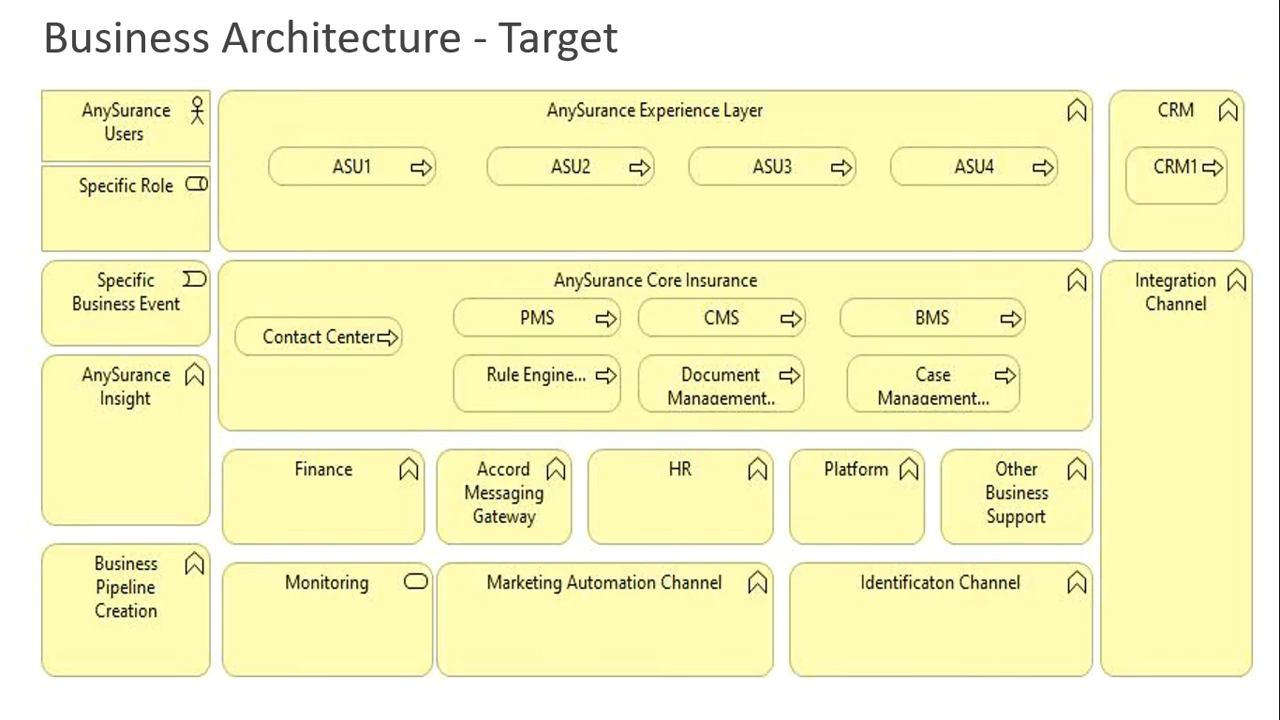 Business Architecture - Target
AnySurance
Users
Specific Role
AnySurance Experience Layer
ASU1
ASU2
ASU3
ASU4
CRM
CRM1
Specific
Business Event
AnySurance Core Insurance
Contact Center
PMS
CMS
BMS
Rule Engine...
Document
Management..
Case
Management...
Integration
Channel
AnySurance
Insight
Finance
Accord
Messaging
Gateway
HR
Platform
Other
Business
Support
Business
Pipeline
Creation
Monitoring
Marketing Automation Channel
Identificaton Channel